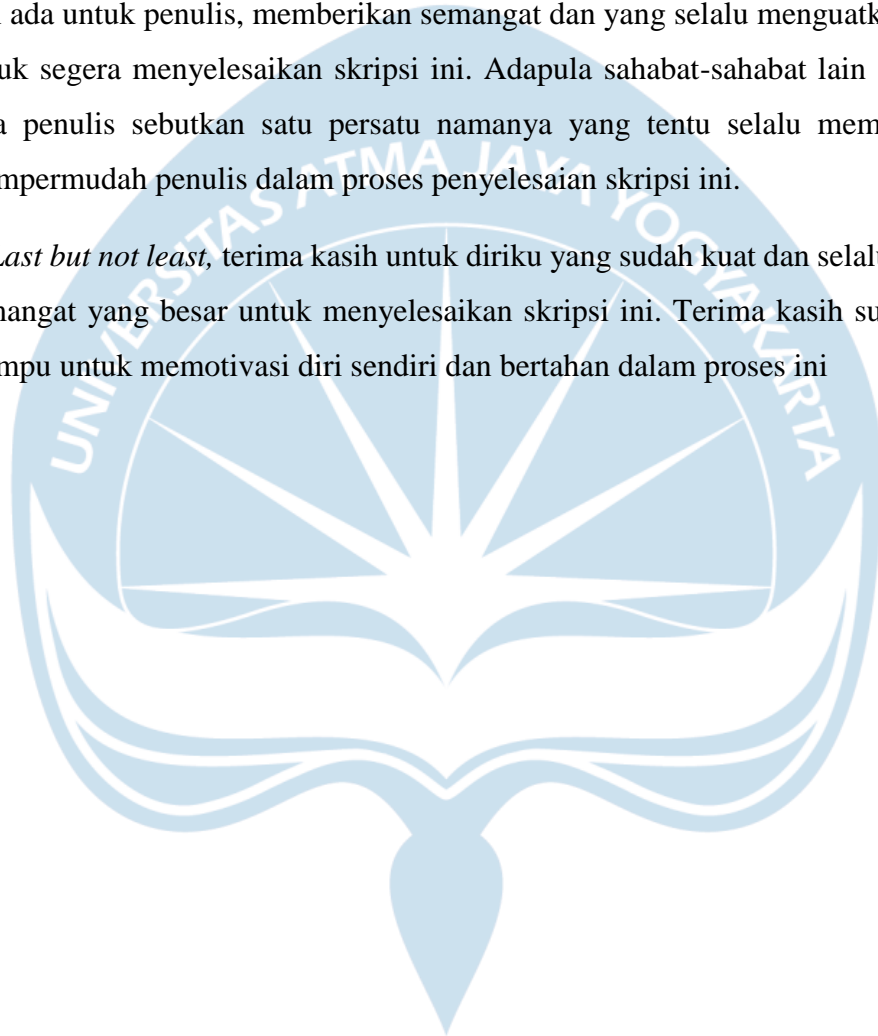 ada untuk penulis, memberikan semangat dan yang selalu menguatk
uk segera menyelesaikan skripsi ini. Adapula sahabat-sahabat lain
a penulis sebutkan satu persatu namanya yang tentu selalu mem
mpermudah penulis dalam proses penyelesaian skripsi ini.
Last but not least, terima kasih untuk diriku yang sudah kuat dan selalu
nangat yang besar untuk menyelesaikan skripsi ini. Terima kasih su
mpu untuk memotivasi diri sendiri dan bertahan dalam proses ini
UNIVERSITAS ATMA JAYA YOGYAKARTA